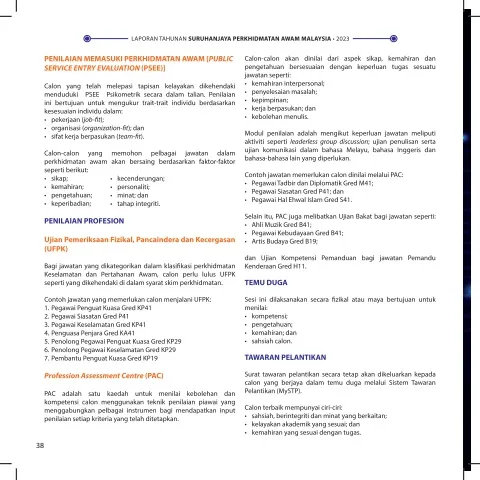 LAPORAN TAHUNAN SURUHANJAYA PERKHIDMATAN AWAM MALAYSIA • 2023
PENILAIAN MEMASUKI PERKHIDMATAN AWAM [PUBLIC
SERVICE ENTRY EVALUATION (PSEE)]
Calon yang telah melepasi tapisan kelayakan dikehendaki
menduduki PSEE Psikometrik secara dalam talian. Penilaian
ini bertujuan untuk mengukur trait-trait individu berdasarkan
kesesuaian individu dalam:
• pekerjaan (job-fit);
• organisasi (organization-fit); dan
• sifat kerja berpasukan (team-fit).
Calon-calon yang memohon pelbagai jawatan dalam
perkhidmatan awam akan bersaing berdasarkan faktor-faktor
seperti berikut:
• sikap;
• kemahiran;
• pengetahuan;
• keperibadian;
• kecenderungan;
• personaliti;
• minat; dan
• tahap integriti.
PENILAIAN PROFESION
Ujian Pemeriksaan Fizikal, Pancaindera dan Kecergasan
(UFPK)
Bagi jawatan yang dikategorikan dalam klasifikasi perkhidmatan
Keselamatan dan Pertahanan Awam, calon perlu lulus UFPK
seperti yang dikehendaki di dalam syarat skim perkhidmatan.
Contoh jawatan yang memerlukan calon menjalani UFPK:
1. Pegawai Penguat Kuasa Gred KP41
2. Pegawai Siasatan Gred P41
3. Pegawai Keselamatan Gred KP41
4. Penguasa Penjara Gred KA41
5. Penolong Pegawai Penguat Kuasa Gred KP29
6. Penolong Pegawai Keselamatan Gred KP29
7. Pembantu Penguat Kuasa Gred KP19
Profession Assessment Centre (PAC)
PAC adalah satu kaedah untuk menilai kebolehan dan
kompetensi calon menggunakan teknik penilaian piawai yang
menggabungkan pelbagai instrumen bagi mendapatkan input
penilaian setiap kriteria yang telah ditetapkan.
Calon-calon akan dinilai dari aspek sikap, kemahiran dan
pengetahuan bersesuaian dengan keperluan tugas sesuatu
jawatan seperti:
• kemahiran interpersonal;
• penyelesaian masalah;
• kepimpinan;
• kerja berpasukan; dan
• kebolehan menulis.
Modul penilaian adalah mengikut keperluan jawatan meliputi
aktiviti seperti leaderless group discussion; ujian penulisan serta
ujian komunikasi dalam bahasa Melayu, bahasa Inggeris dan
bahasa-bahasa lain yang diperlukan.
Contoh jawatan memerlukan calon dinilai melalui PAC:
• Pegawai Tadbir dan Diplomatik Gred M41;
• Pegawai Siasatan Gred P41; dan
• Pegawai Hal Ehwal Islam Gred S41.
Selain itu, PAC juga melibatkan Ujian Bakat bagi jawatan seperti:
• Ahli Muzik Gred B41;
• Pegawai Kebudayaan Gred B41;
• Artis Budaya Gred B19;
dan Ujian Kompetensi Pemanduan bagi jawatan Pemandu
Kenderaan Gred H11.
TEMU DUGA
Sesi ini dilaksanakan secara fizikal atau maya bertujuan untuk
menilai:
• kompetensi;
• pengetahuan;
• kemahiran; dan
• sahsiah calon.
TAWARAN PELANTIKAN
Surat tawaran pelantikan secara tetap akan dikeluarkan kepada
calon yang berjaya dalam temu duga melalui Sistem Tawaran
Pelantikan (MySTP).
Calon terbaik mempunyai ciri-ciri:
• sahsiah, berintegriti dan minat yang berkaitan;
• kelayakan akademik yang sesuai; dan
• kemahiran yang sesuai dengan tugas.
38